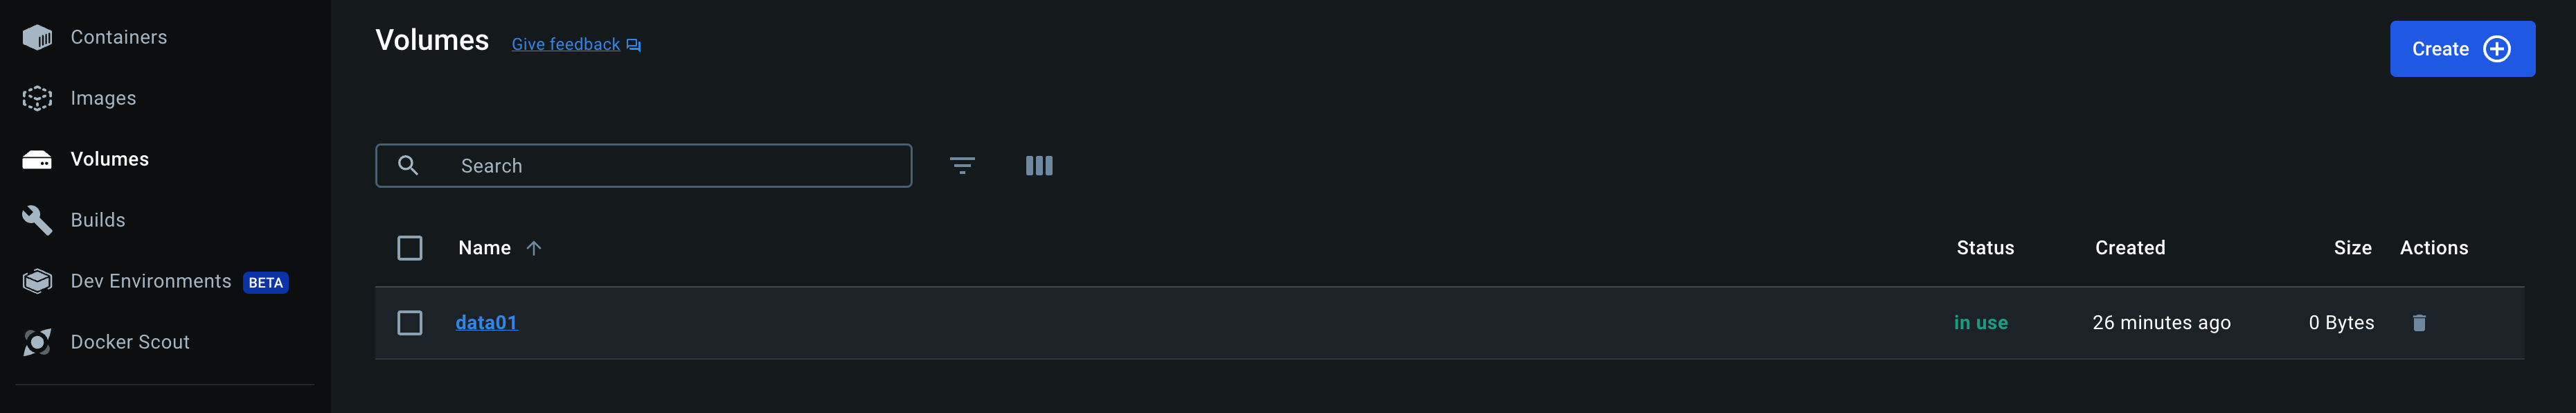 Containers
Images
Volumes
Builds
Dev Environments BETA
Docker Scout
Volumes Give feedback
Create
Search
Name Status Created Size Actions
data01 in use 26 minutes ago 0 Bytes